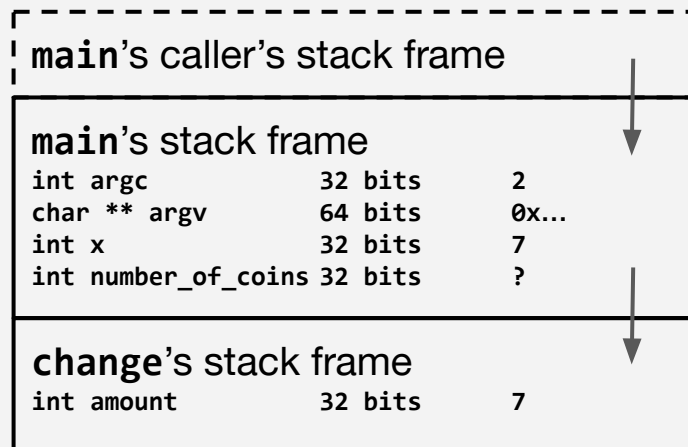 main’s caller’s stack frame
main’s stack frame
int argc 32 bits 2
char ** argv 64 bits 0x…
int x 32 bits 7
int number_of_coins 32 bits ?
change’s stack frame
int amount 32 bits 7